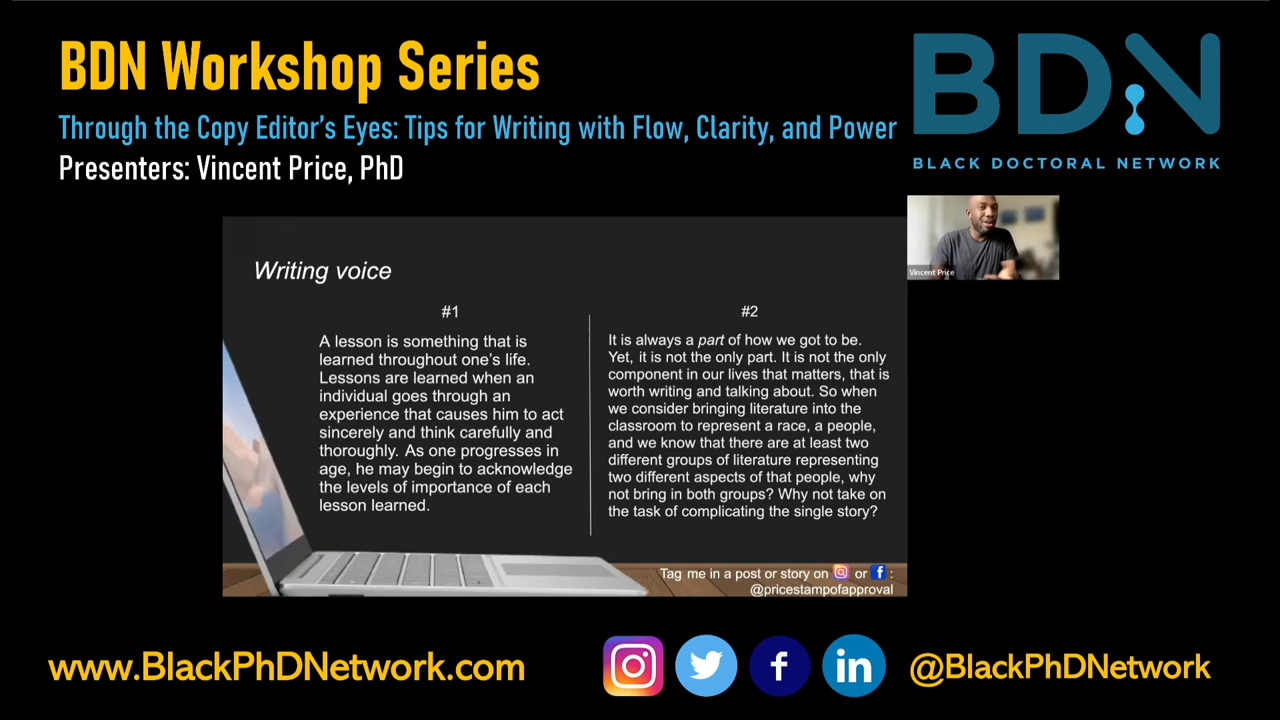 BDN Workshop Series
Through the Copy Editor's Eyes: Tips for Writing with Flow, Clarity, and Power
Presenters: Vincent Price, PhD
BDN
BLACK DOCTORAL NETWORK
Vincent Price
Writing voice
#1
A lesson is something that is
learned throughout one's life.
Lessons are learned when an
individual goes through an
experience that causes him to act
sincerely and think carefully and
thoroughly. As one progresses in
age, he may begin to acknowledge
the levels of importance of each
lesson learned.
#2
It is always a part of how we got to be.
Yet, it is not the only part. It is not the only
component in our lives that matters, that is
worth writing and talking about. So when
we consider bringing literature into the
classroom to represent a race, a people,
and we know that there are at least two
different groups of literature representing
two different aspects of that people, why
not bring in both groups? Why not take on
the task of complicating the single story?
Tag me in a post or story on or f :
@pricestampofapproval
www.BlackPhDNetwork.com
f
in
@BlackPhDNetwork